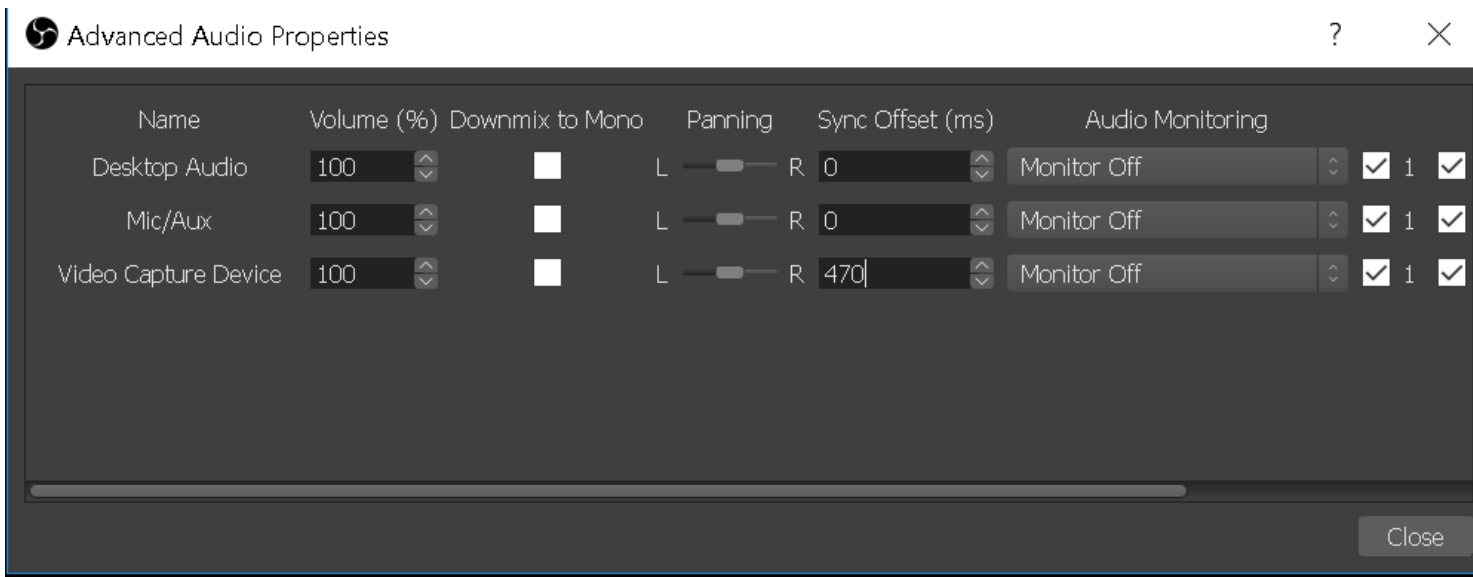 Advanced Audio Properties ?
Name Volume (%) Downmix to Mono Panning Sync Offset (ms) Audio Monitoring
Desktop Audio 100 L R 0 Monitor Off 1
Mic/Aux 100 L R 0 Monitor Off 1
Video Capture Device 100 L R 470 Monitor Off 1
Close